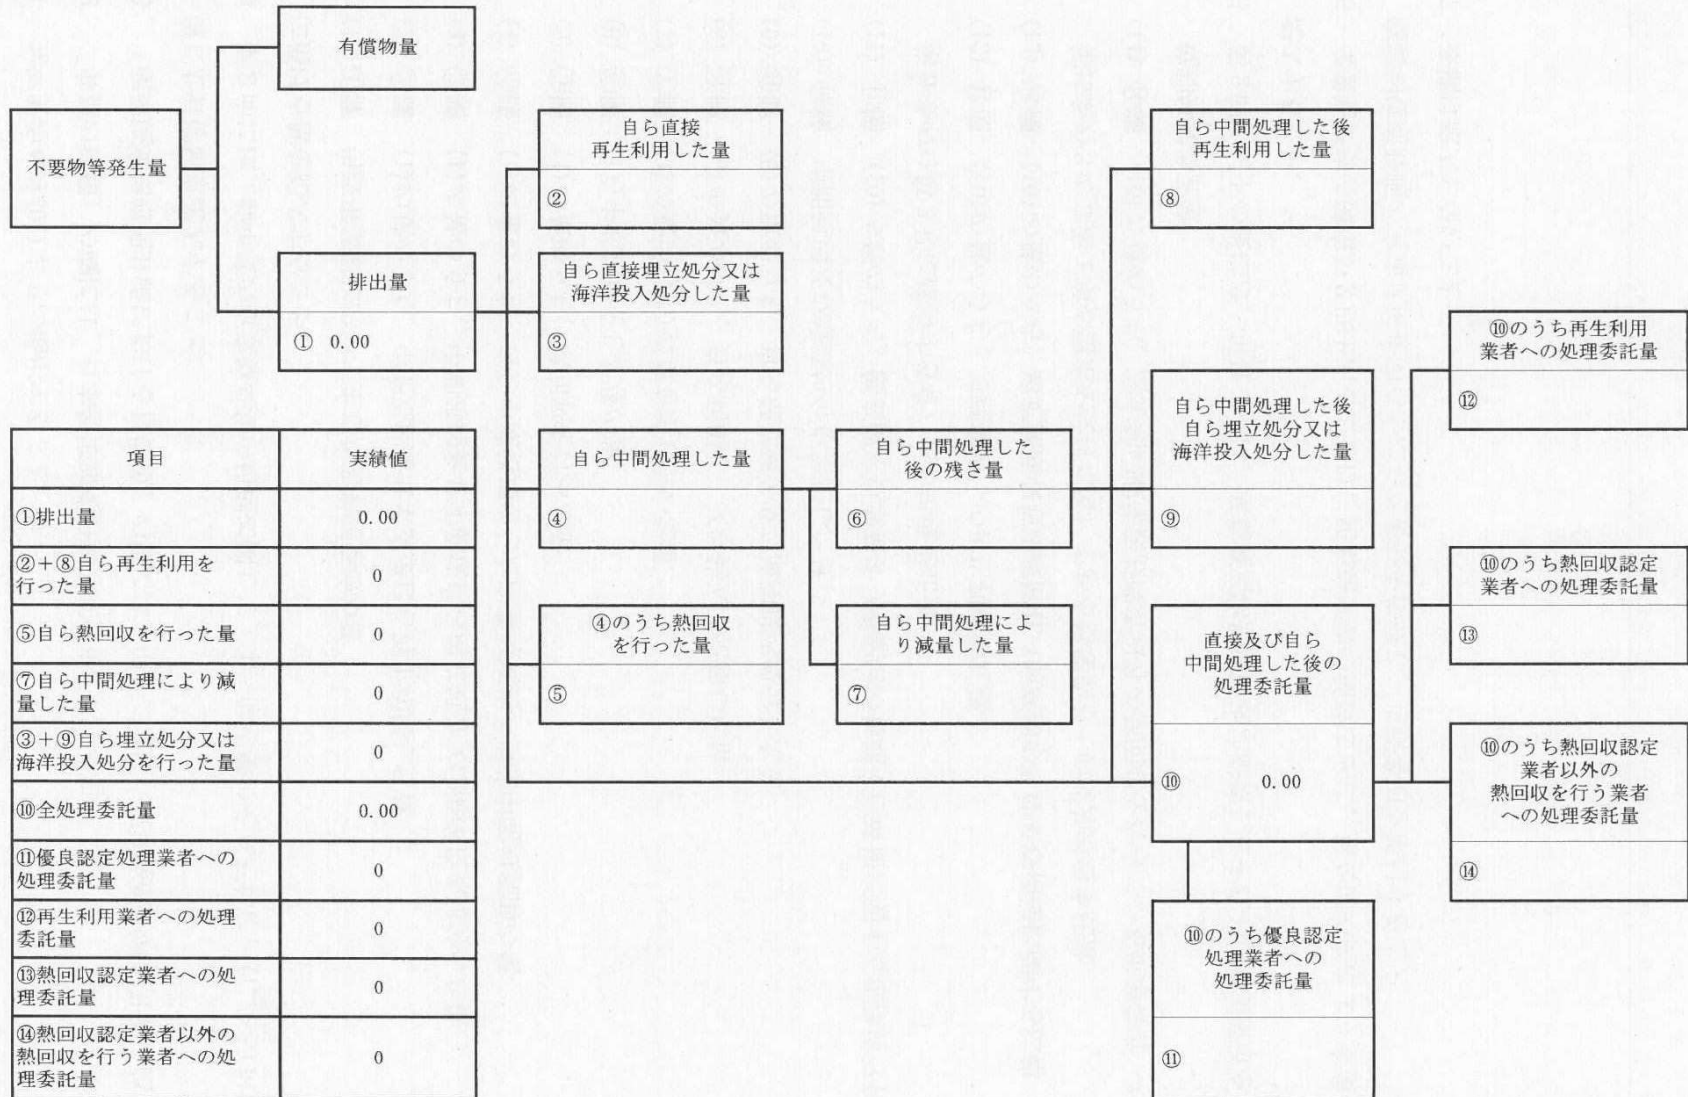 有償物量
不要物等発生量
自ら直接
再生利用した量
②
自ら中間処理した後
再生利用した量
⑧
排出量
① 0.00
自ら直接埋立処分又は
海洋投入処分した量
③
⑩のうち再生利用
業者への処理委託量
⑫
自ら中間処理した後
自ら埋立処分又は
海洋投入処分した量
⑨
自ら中間処理した量
④
自ら中間処理した
後の残さ量
⑥
⑩のうち熱回収認定
業者への処理委託量
⑬
④のうち熱回収
を行った量
⑤
自ら中間処理によ
り減量した量
⑦
直接及び自ら
中間処理した後の
処理委託量
⑩ 0.00
⑩のうち熱回収認定
業者以外の
熱回収を行う業者
への処理委託量
⑭
⑩のうち優良認定
処理業者への
処理委託量
⑪
項目 実績値
①排出量 0.00
②+⑧自ら再生利用を
行った量 0
⑤自ら熱回収を行った量 0
⑦自ら中間処理により減
量した量 0
③+⑨自ら埋立処分又は
海洋投入処分を行った量 0
⑩全処理委託量 0.00
⑪優良認定処理業者への
処理委託量 0
⑫再生利用業者への処理
委託量 0
⑬熱回収認定業者への処
理委託量 0
⑭熱回収認定業者以外の
熱回収を行う業者への処
理委託量 0